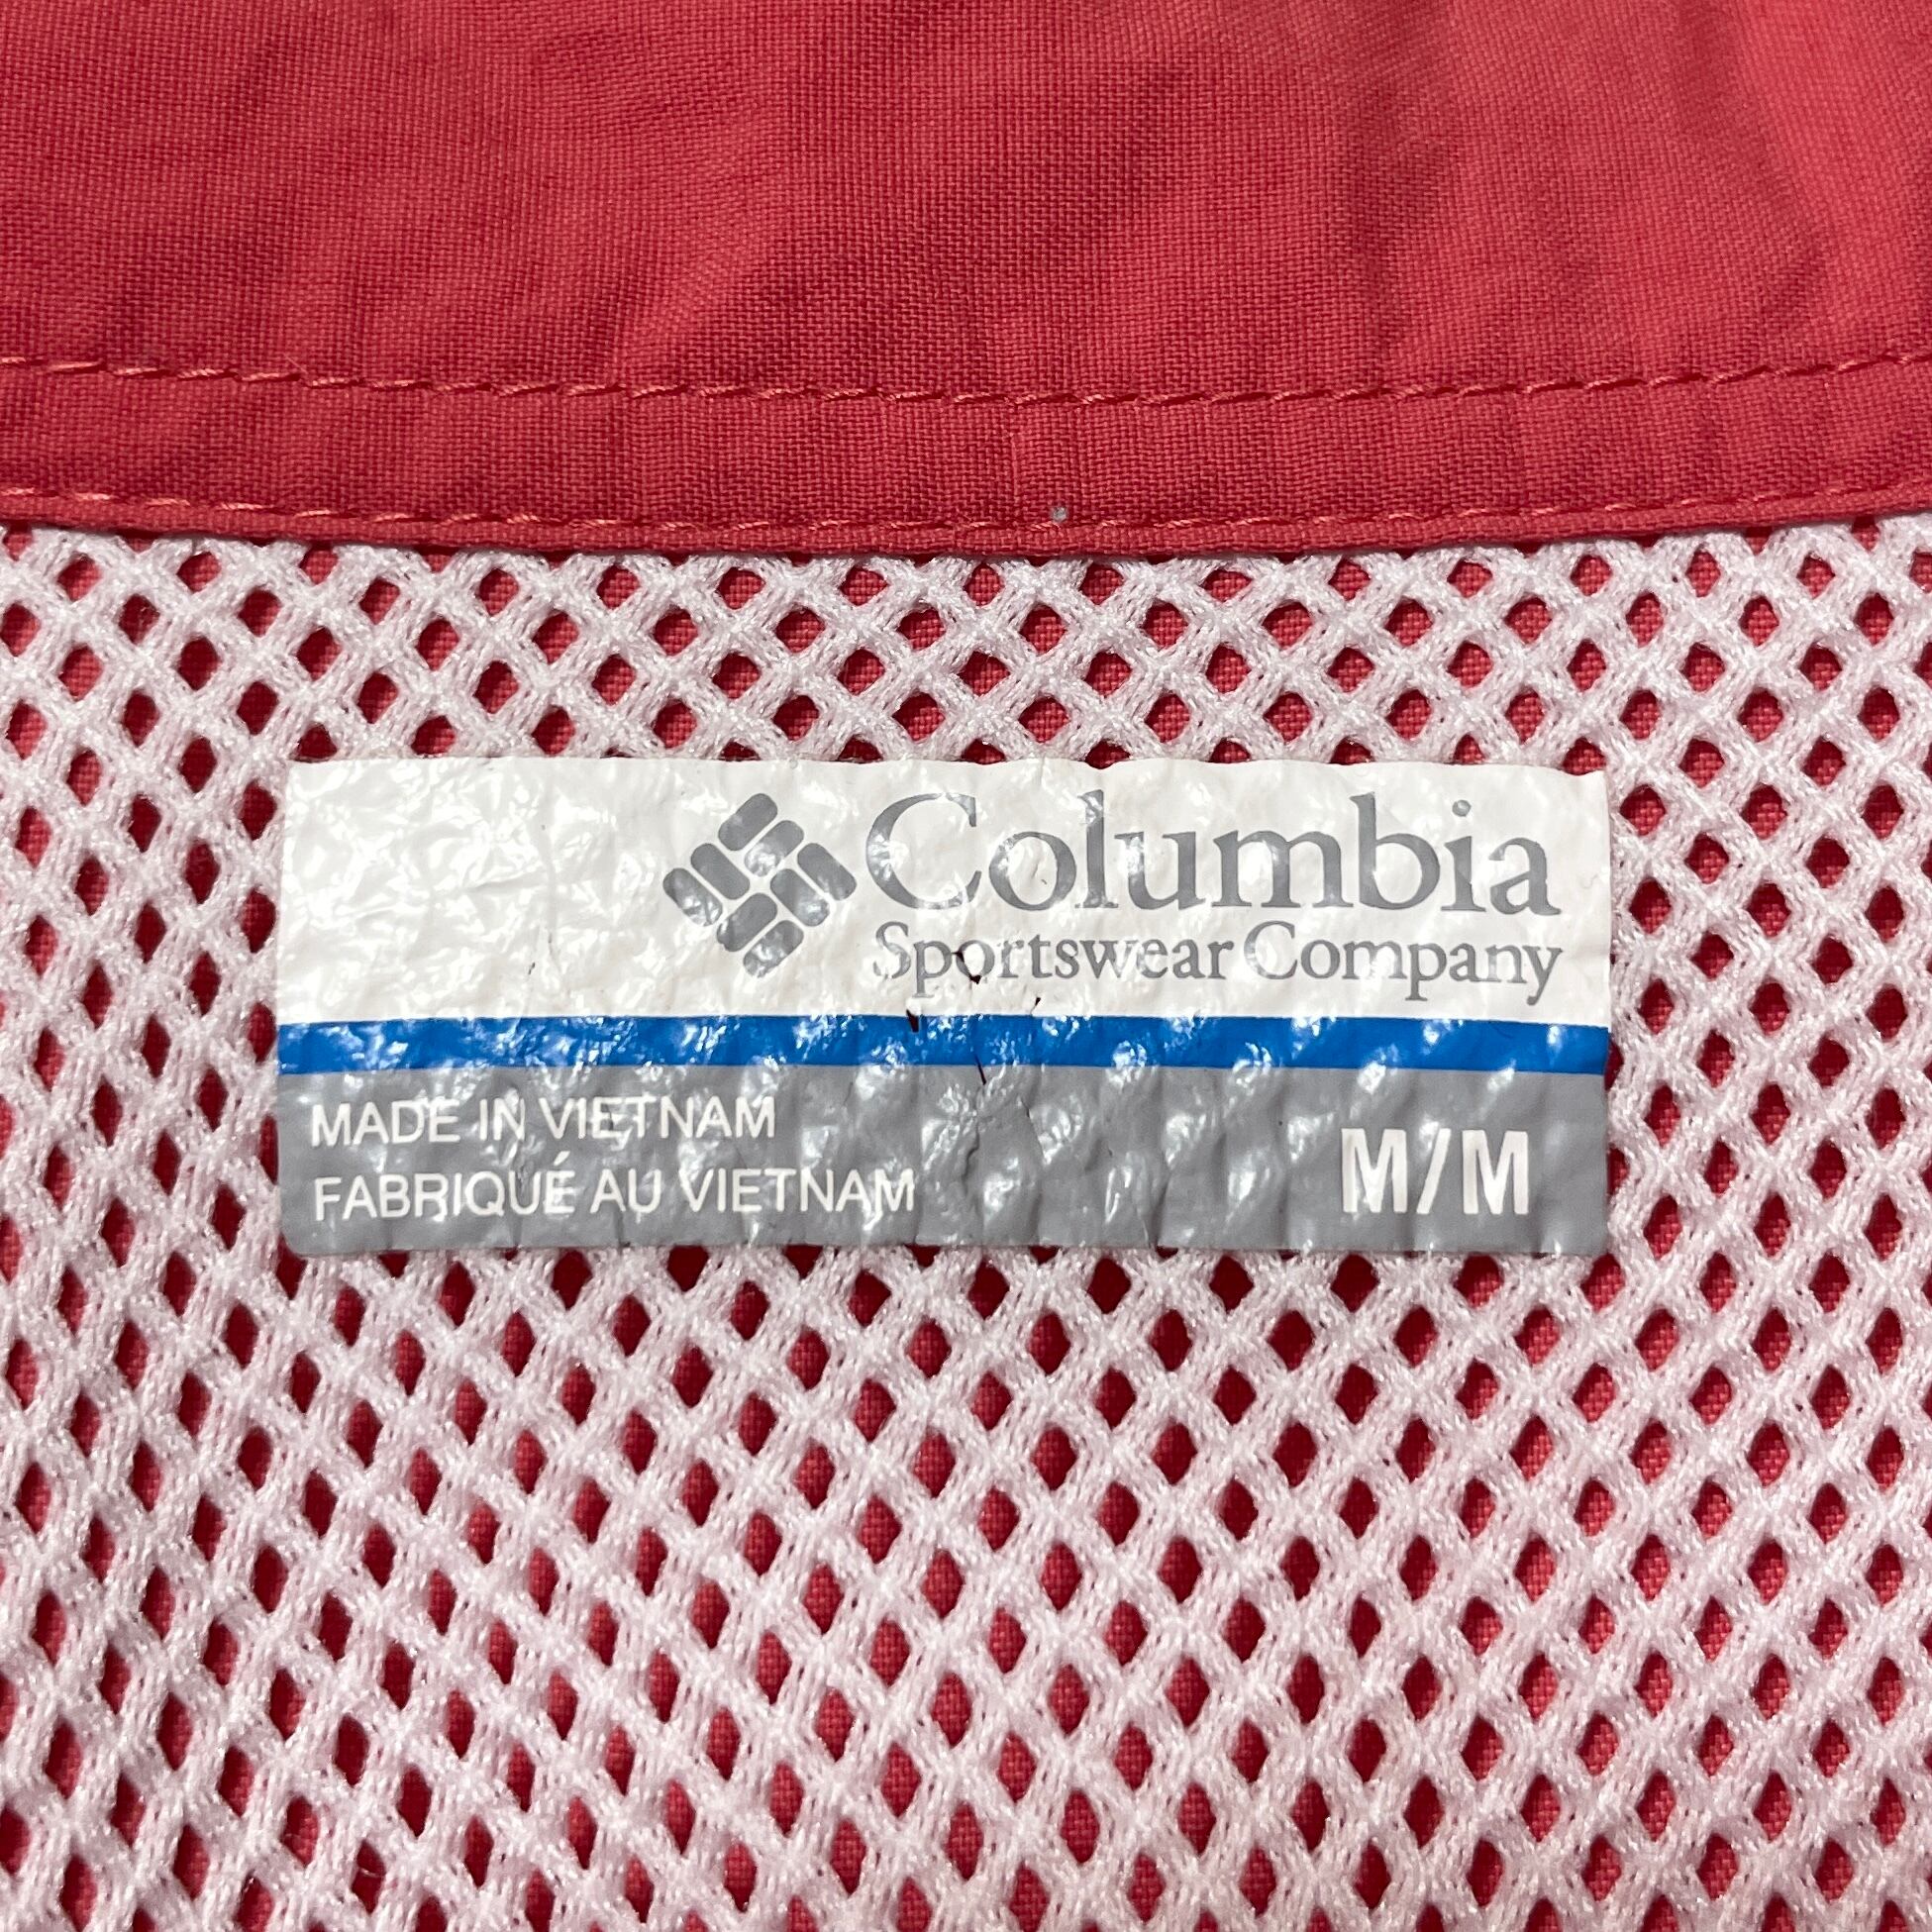 Columbia
Sportswear Company
MADE IN VIETNAM
FABRIQUÉ AU VIETNAM
M/M